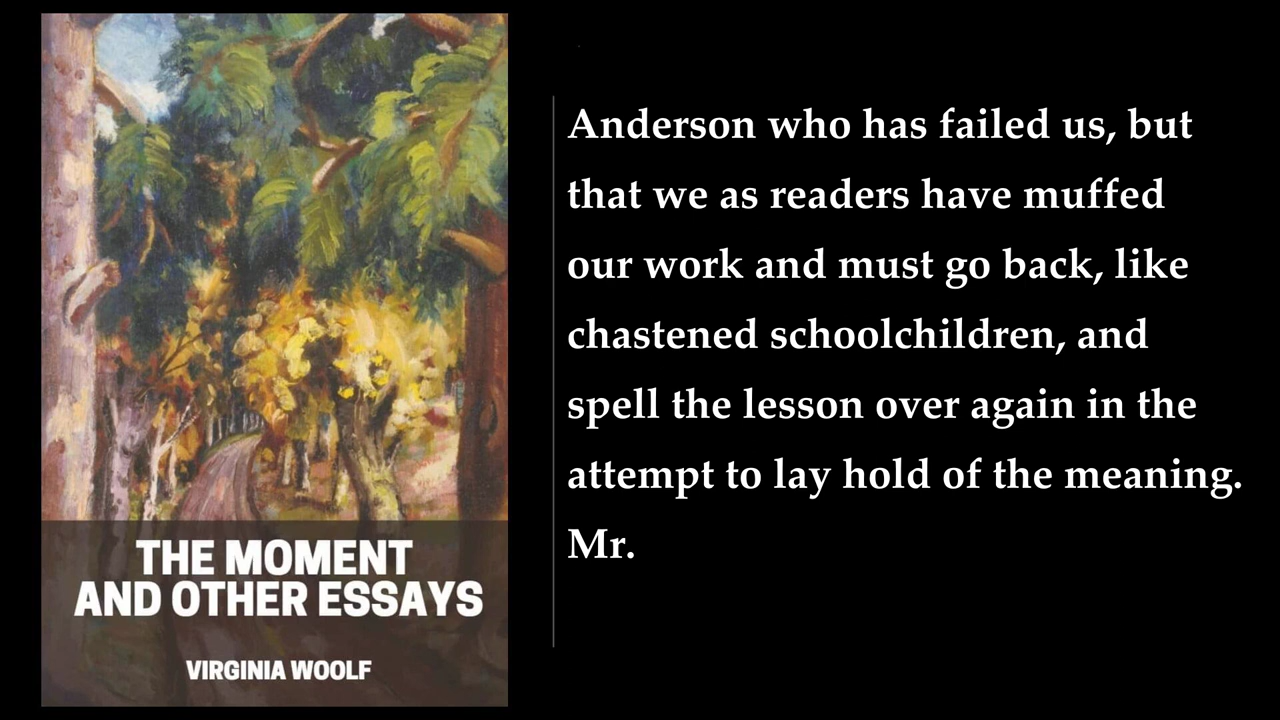 THE MOMENT
AND OTHER ESSAYS
VIRGINIA WOOLF
Anderson who has failed us, but
that we as readers have muffed
our work and must go back, like
chastened schoolchildren, and
spell the lesson over again in the
attempt to lay hold of the meaning.
Mr.